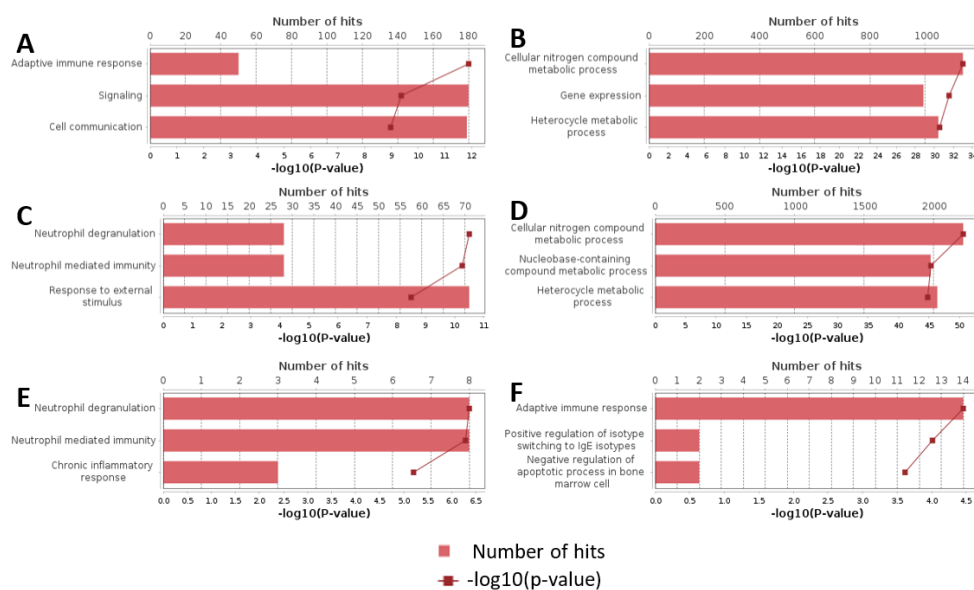 A
Number of hits
0 20 40 60 80 100 120 140 160 180
Adaptive immune response
Signaling
Cell communication
0 1 2 3 4 5 6 7 8 9 10 11 12
-log10(P-value)
B
Number of hits
0 200 400 600 800 1000
Cellular nitrogen compound
metabolic process
Gene expression
Heterocycle metabolic
process
0 2 4 6 8 10 12 14 16 18 20 22 24 26 28 30 32 34
-log10(P-value)
C
Number of hits
0 5 10 15 20 25 30 35 40 45 50 55 60 65 70
Neutrophil degranulation
Neutrophil mediated immunity
Response to external
stimulus
0 1 2 3 4 5 6 7 8 9 10 11
-log10(P-value)
D
Number of hits
0 500 1000 1500 2000
Cellular nitrogen compound
metabolic process
Nucleobase-containing
compound metabolic process
Heterocycle metabolic
process
0 5 10 15 20 25 30 35 40 45 50
-log10(P-value)
E
Number of hits
0 1 2 3 4 5 6 7 8
Neutrophil degranulation
Neutrophil mediated immunity
Chronic inflammatory
response
0.0 0.5 1.0 1.5 2.0 2.5 3.0 3.5 4.0 4.5 5.0 5.5 6.0 6.5
-log10(P-value)
F
Number of hits
0 1 2 3 4 5 6 7 8 9 10 11 12 13 14
Adaptive immune response
Positive regulation of isotype
switching to IgE isotypes
Negative regulation of
apoptotic process in bone
marrow cell
0.0 0.5 1.0 1.5 2.0 2.5 3.0 3.5 4.0 4.5
-log10(P-value)
Number of hits
-log10(p-value)